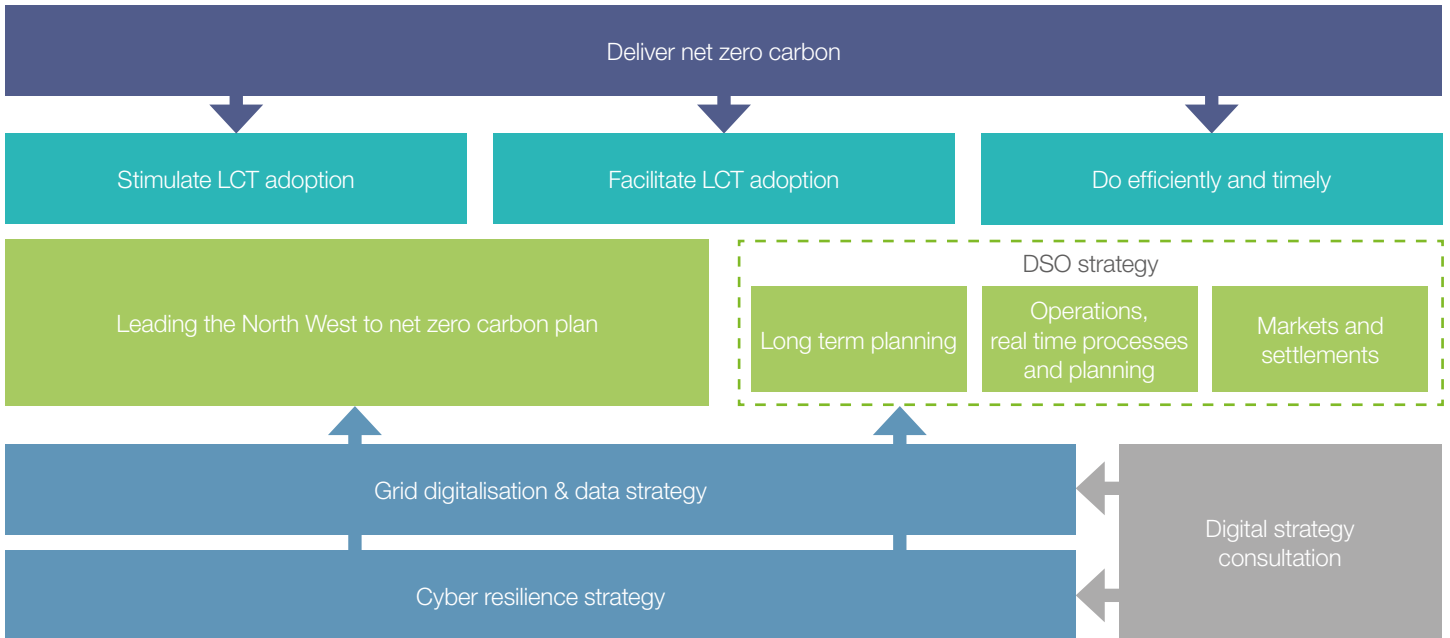 Deliver net zero carbon
Stimulate LCT adoption
Facilitate LCT adoption
Do efficiently and timely
Leading the North West to net zero carbon plan
DSO strategy
Long term planning
Operations,
real time processes
and planning
Markets and
settlements
Grid digitalisation & data strategy
Cyber resilience strategy
Digital strategy
consultation